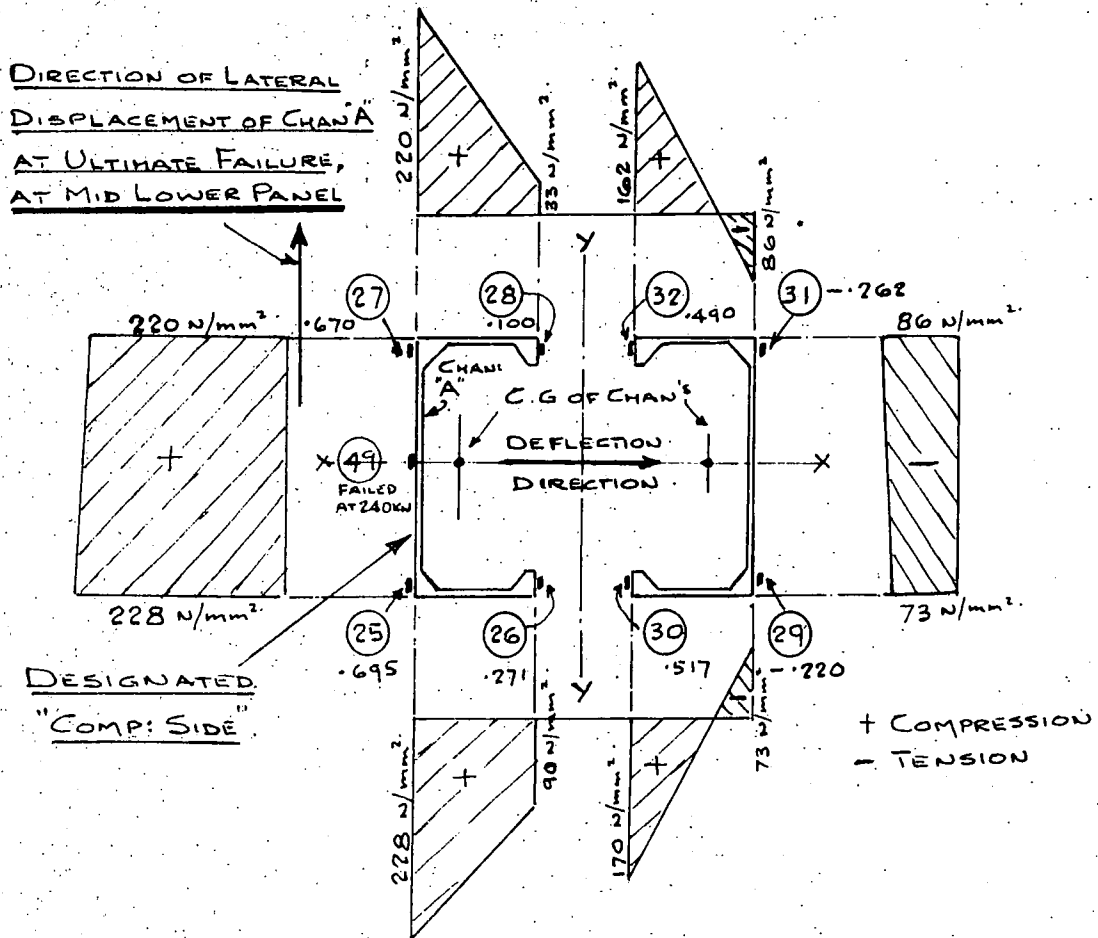 DIRECTION OF LATERAL
DISPLACEMENT OF CHAN "A"
AT ULTIMATE FAILURE,
AT MID LOWER PANEL
220 N/mm².
+
33 N/mm².
162 N/mm².
+
-
86 N/mm²
Y
27
28
.100
32
.490
31
-.262
220 N/mm².
.670
86 N/mm².
CHAN:
"A"
C.G OF CHAN'S
+
X
49
FAILED
AT 240KN
DEFLECTION
DIRECTION
X
-
228 N/mm².
73 N/mm².
25
.695
26
.271
30
.517
29
-.220
Y
DESIGNATED
"COMP: SIDE"
228 N/mm².
+
90 N/mm².
170 N/mm².
+
-
73 N/mm²
+ COMPRESSION
- TENSION